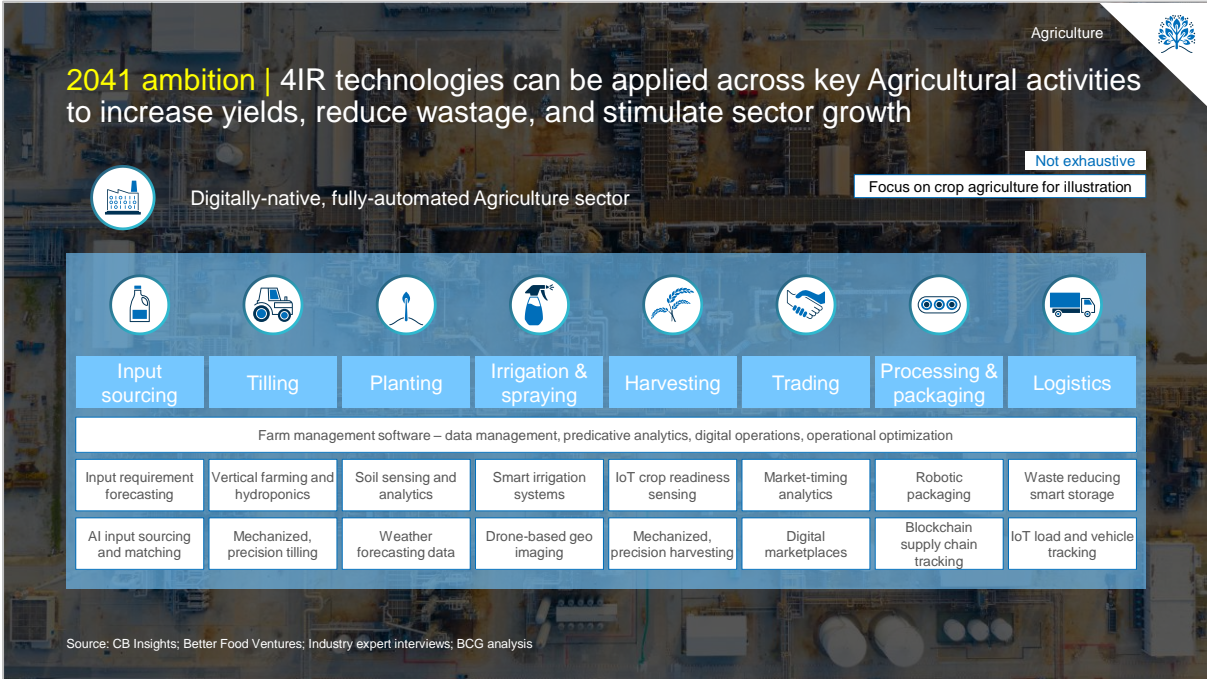 Agriculture
2041 ambition | 4IR technologies can be applied across key Agricultural activities
to increase yields, reduce wastage, and stimulate sector growth
Not exhaustive
Focus on crop agriculture for illustration
Digitally-native, fully-automated Agriculture sector
Input
sourcing
Tilling
Planting
Irrigation &
spraying
Harvesting
Trading
Processing &
packaging
Logistics
Farm management software – data management, predicative analytics, digital operations, operational optimization
Input requirement
forecasting
Vertical farming and
hydroponics
Soil sensing and
analytics
Smart irrigation
systems
IoT crop readiness
sensing
Market-timing
analytics
Robotic
packaging
Waste reducing
smart storage
AI input sourcing
and matching
Mechanized,
precision tilling
Weather
forecasting data
Drone-based geo
imaging
Mechanized,
precision harvesting
Digital
marketplaces
Blockchain
supply chain
tracking
IoT load and vehicle
tracking
Source: CB Insights; Better Food Ventures; Industry expert interviews; BCG analysis